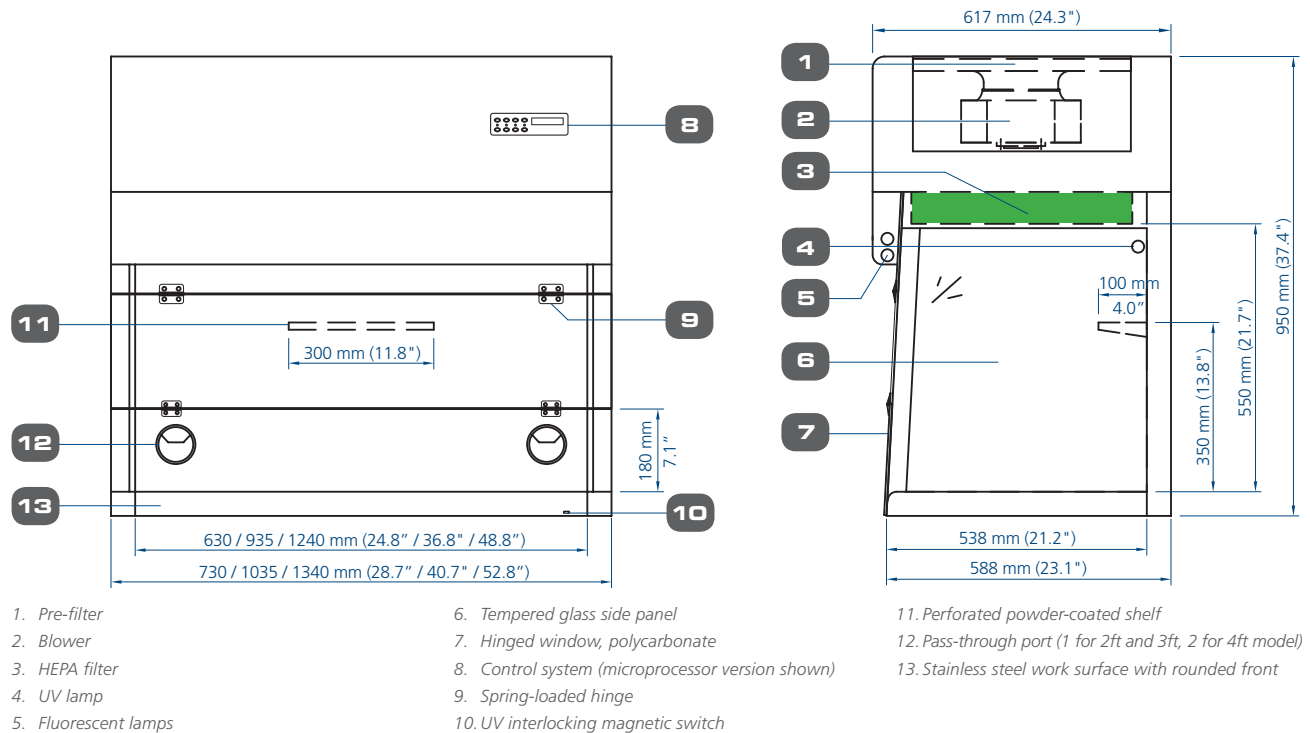 617 mm (24.3")
1
2
8
3
4
5
100 mm
4.0”
9
11
300 mm (11.8")
6
550 mm (21.7")
950 mm (37.4")
350 mm (13.8")
7
12
180 mm
7.1”
13
10
630 / 935 / 1240 mm (24.8” / 36.8" / 48.8”)
538 mm (21.2")
730 / 1035 / 1340 mm (28.7” / 40.7" / 52.8”)
588 mm (23.1")
1. Pre-filter
2. Blower
3. HEPA filter
4. UV lamp
5. Fluorescent lamps
6. Tempered glass side panel
7. Hinged window, polycarbonate
8. Control system (microprocessor version shown)
9. Spring-loaded hinge
10. UV interlocking magnetic switch
11. Perforated powder-coated shelf
12. Pass-through port (1 for 2ft and 3ft, 2 for 4ft model)
13. Stainless steel work surface with rounded front